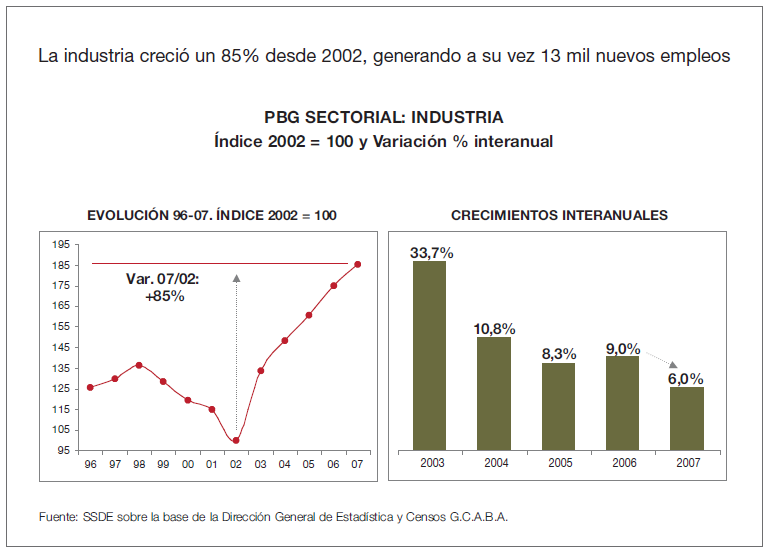 La industria creció un 85% desde 2002, generando a su vez 13 mil nuevos empleos
PBG SECTORIAL: INDUSTRIA
Índice 2002 = 100 y Variación % interanual
EVOLUCIÓN 96-07. ÍNDICE 2002 = 100
195
185
175
165
155
145
135
125
115
105
95
Var. 07/02:
+85%
96 97 98 99 00 01 02 03 04 05 06 07
CRECIMIENTOS INTERANUALES
33,7%
10,8%
8,3%
9,0%
6,0%
2003 2004 2005 2006 2007
Fuente: SSDE sobre la base de la Dirección General de Estadística y Censos G.C.A.B.A.